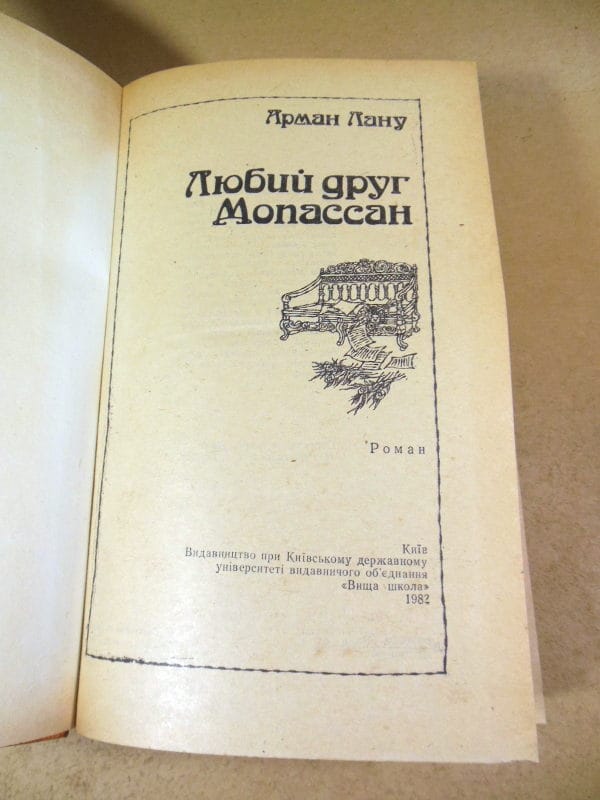 Арман Лану
Любий друг
Мопассан
Роман
Київ
Видавництво при Київському державному
університеті видавничого об'єднання
«Вища школа»
1982